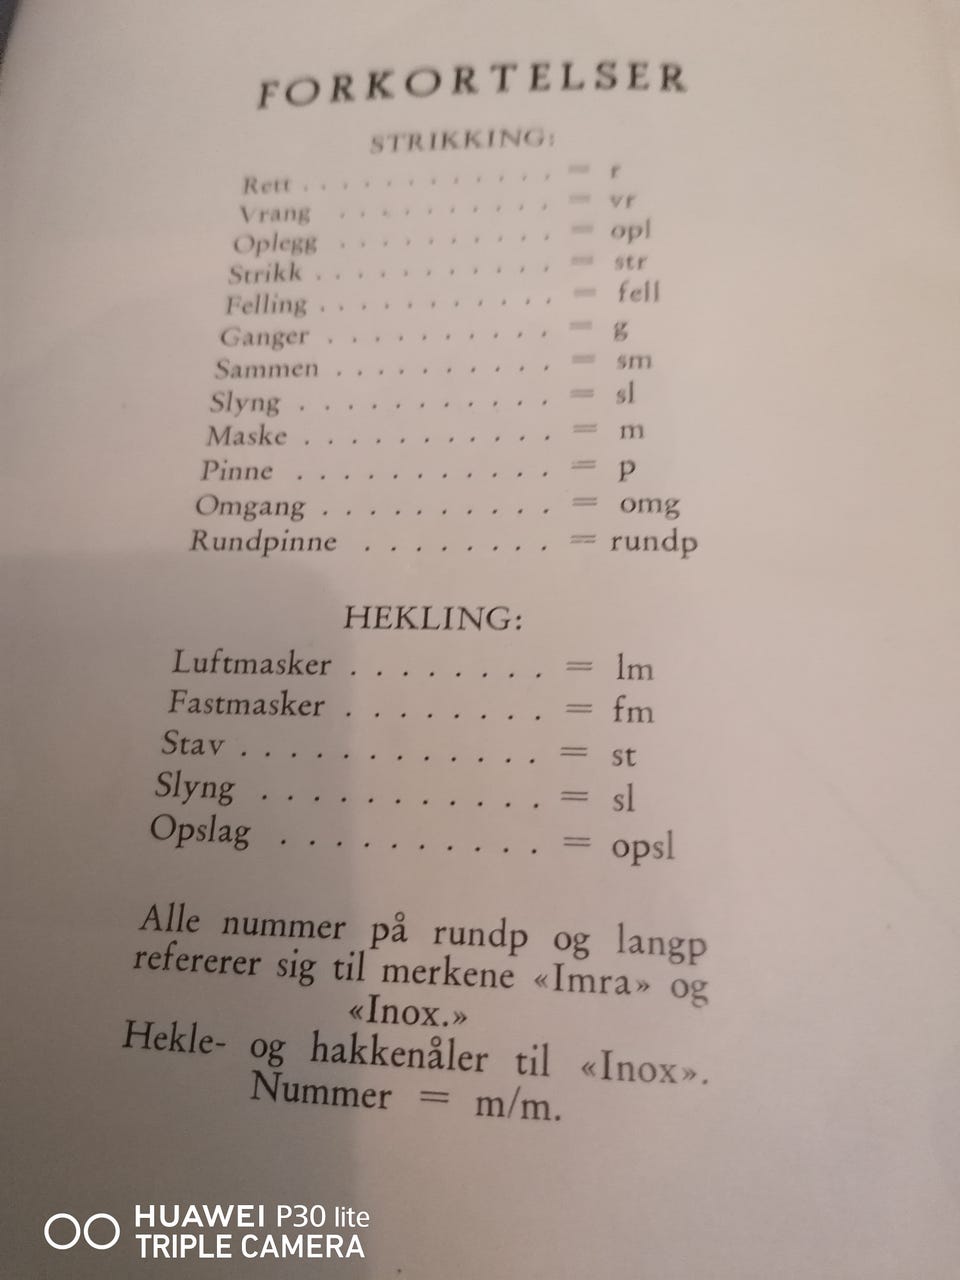 FORKORTELSER
STRIKKING:
Rett . . . . . . . . . . . . = r
Vrang . . . . . . . . . . = vr
Oplegg . . . . . . . . . . = opl
Strikk . . . . . . . . . . . = str
Felling . . . . . . . . . . . = fell
Ganger . . . . . . . . . . = g
Sammen . . . . . . . . . . = sm
Slyng . . . . . . . . . . . = sl
Maske . . . . . . . . . . . = m
Pinne . . . . . . . . . . . = p
Omgang . . . . . . . . . . = omg
Rundpinne . . . . . . . . = rundp
HEKLING:
Luftmasker . . . . . . . . = lm
Fastmasker . . . . . . . . = fm
Stav . . . . . . . . . . . . . = st
Slyng . . . . . . . . . . . . = sl
Opslag . . . . . . . . . . . = opsl
Alle nummer på rundp og langp
refererer sig til merkene «Imra» og
«Inox.»
Hekle- og hakkenåler til «Inox».
Nummer = m/m.
HUAWEI P30 lite
TRIPLE CAMERA